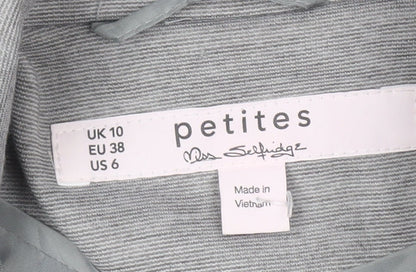 UK 10
EU 38
US 6
petites
Miss Selfridge
Made in
Vietnam